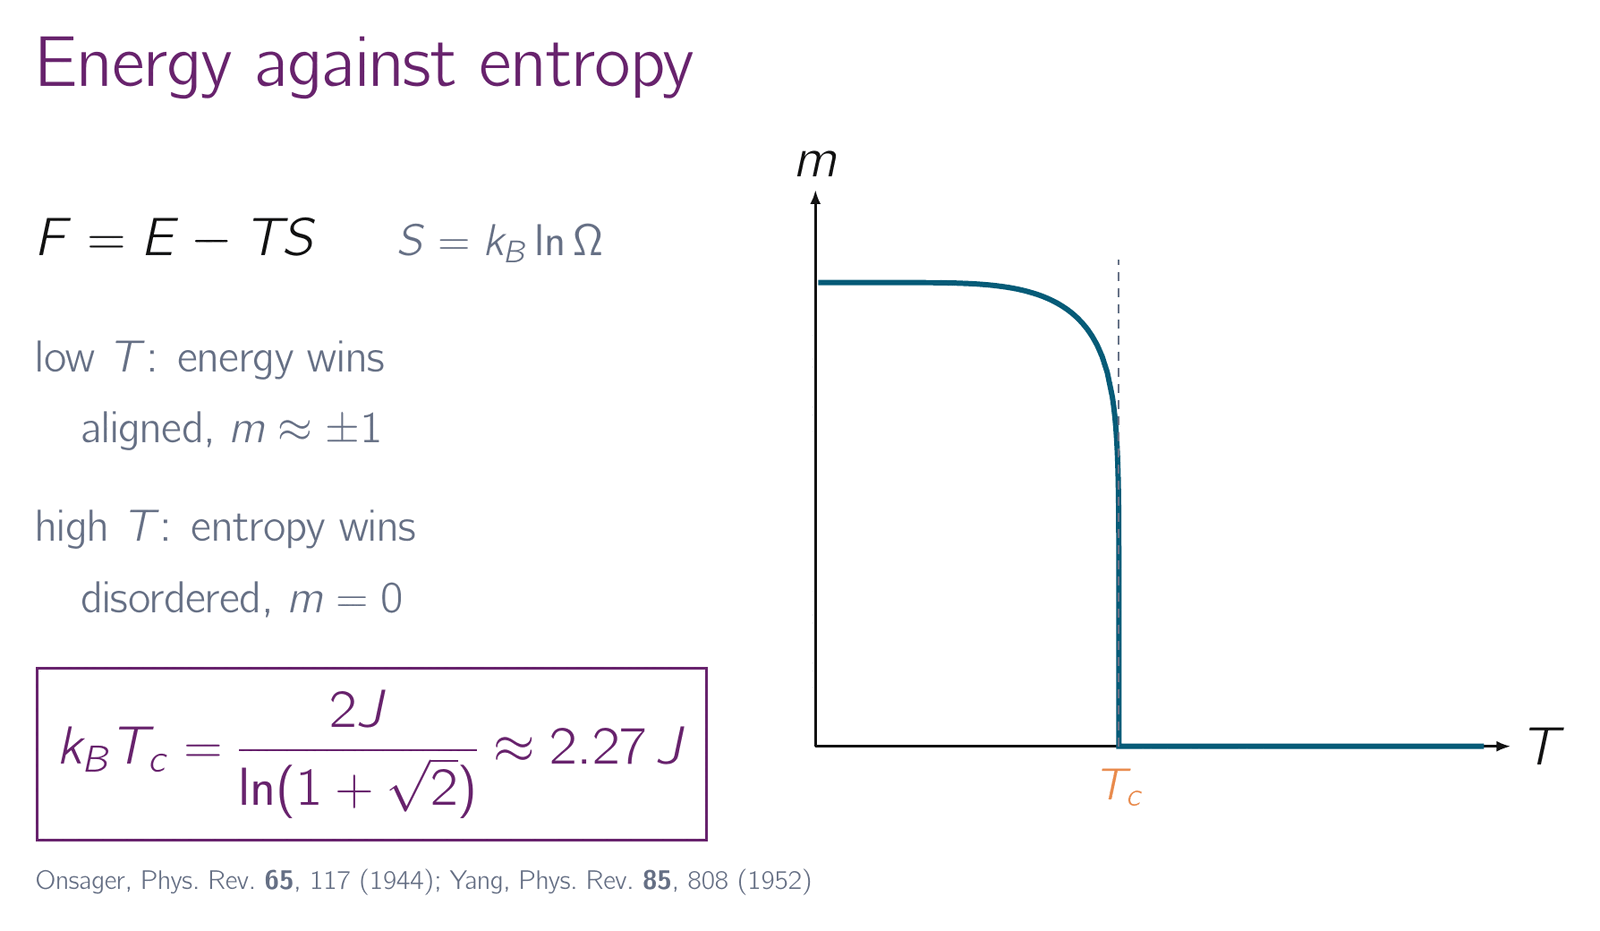 Energy against entropy
F = E − TS    S = k_B ln Ω
low T: energy wins
aligned, m ≈ ±1
high T: entropy wins
disordered, m = 0
k_B T_c = 2J / ln(1 + √2) ≈ 2.27 J
Onsager, Phys. Rev. 65, 117 (1944); Yang, Phys. Rev. 85, 808 (1952)
m
T
T_c